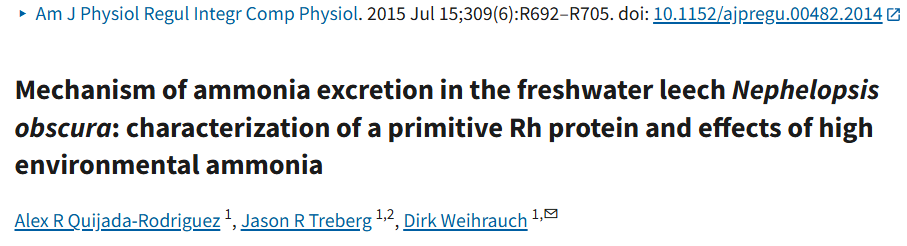 ▸ Am J Physiol Regul Integr Comp Physiol. 2015 Jul 15;309(6):R692–R705. doi: 10.1152/ajpregu.00482.2014
Mechanism of ammonia excretion in the freshwater leech Nephelopsis
obscura: characterization of a primitive Rh protein and effects of high
environmental ammonia
Alex R Quijada-Rodriguez 1, Jason R Treberg 1,2, Dirk Weihrauch 1,✉